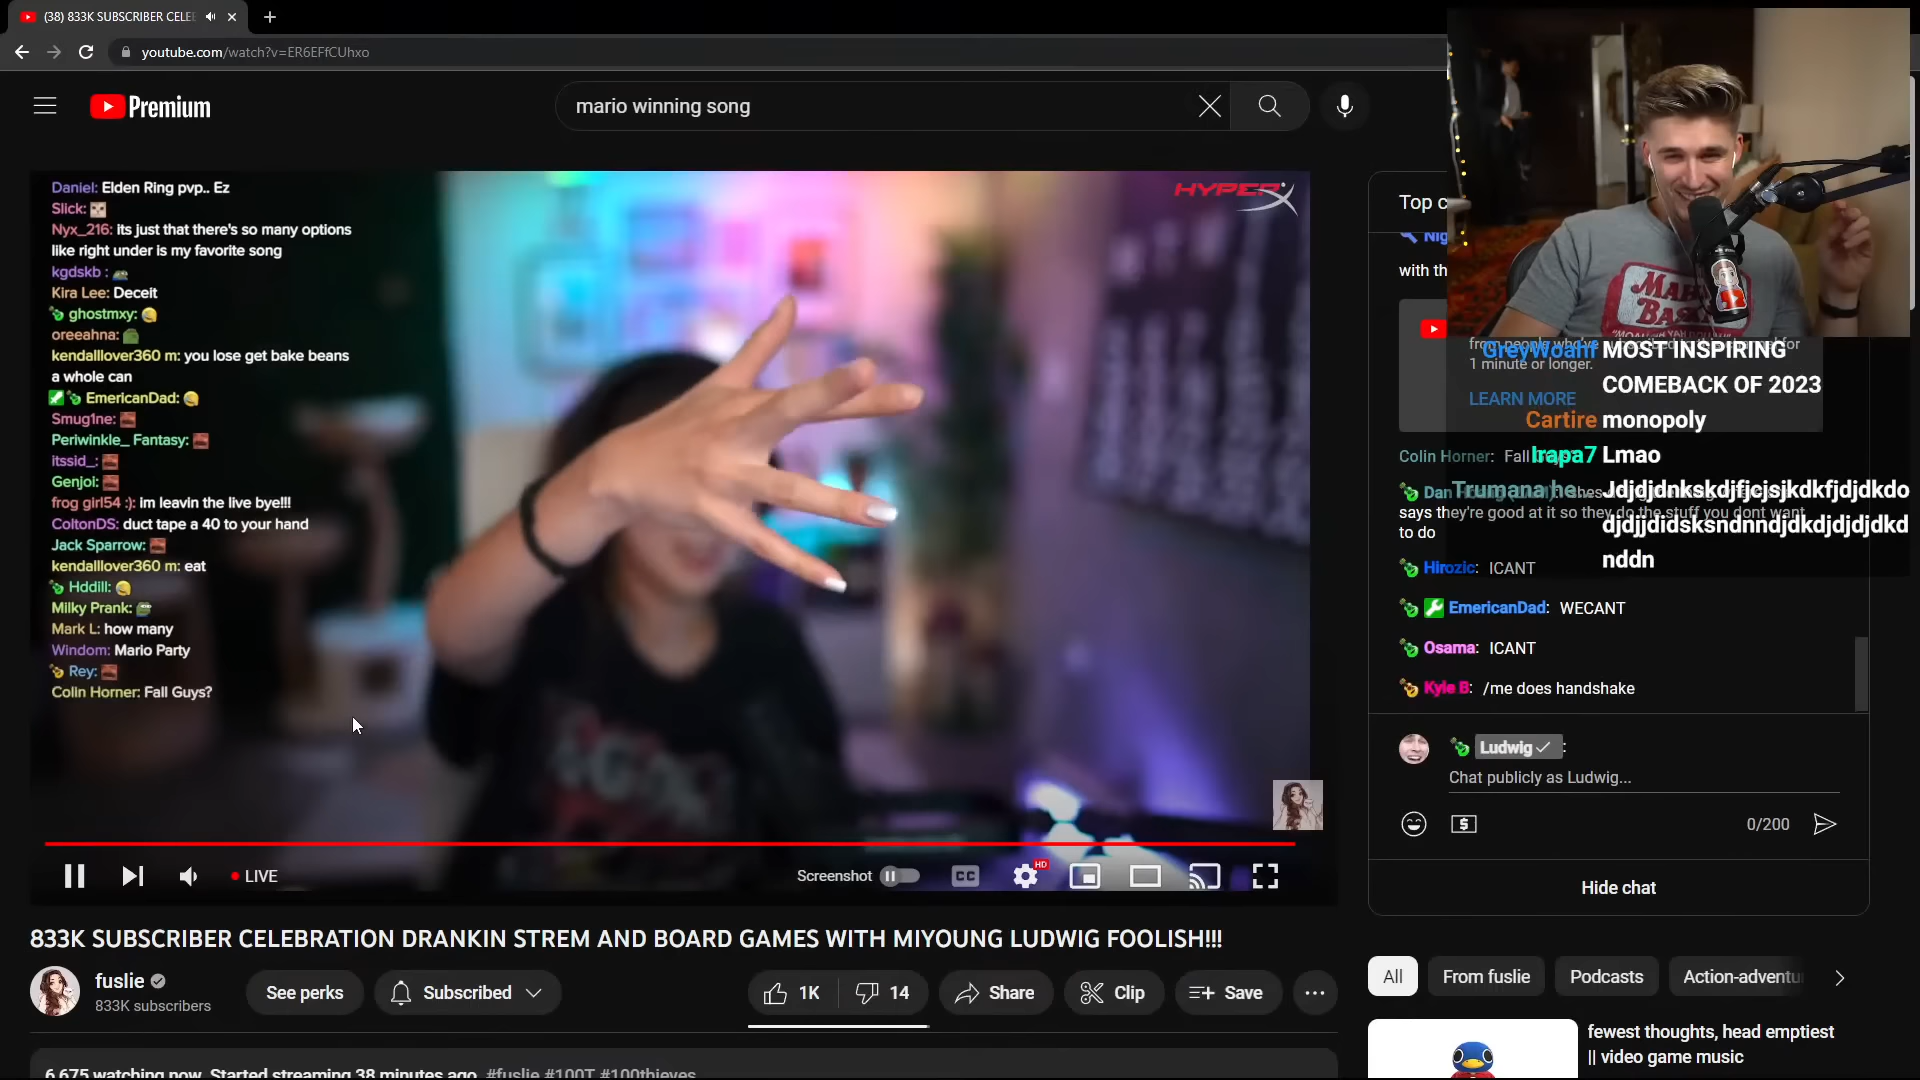 (38) 833K SUBSCRIBER CELE
youtube.com/watch?v=ER6EFfCUhxo
Premium
mario winning song
Daniel: Elden Ring pvp.. Ez
Slick:
Nyx_216: its just that there's so many options
like right under is my favorite song
kgdskb :
Kira Lee: Deceit
ghostmxy:
oreeahna:
kendalllover360 m: you lose get bake beans
a whole can
EmericanDad:
Smug1ne:
Periwinkle_ Fantasy:
itssid_:
Genjoi:
frog girl54 :): im leavin the live bye!!!
ColtonDS: duct tape a 40 to your hand
Jack Sparrow:
kendalllover360 m: eat
Hddill:
Milky Prank:
Mark L: how many
Windom: Mario Party
Rey:
Colin Horner: Fall Guys?
HYPERX
Screenshot
CC
HD
LIVE
833K SUBSCRIBER CELEBRATION DRANKIN STREM AND BOARD GAMES WITH MIYOUNG LUDWIG FOOLISH!!!
fuslie
833K subscribers
See perks
Subscribed
1K
14
Share
Clip
Save
6,675 watching now Started streaming 38 minutes ago #fuslie #100T #100thieves
Top c
Nig
with th
1 minute or longer.
LEARN MORE
GreyWoahf MOST INSPIRING
COMEBACK OF 2023
Cartire monopoly
Irapa7 Lmao
Trumana he... Jdjdjdnkskdjfjcjsjkdkfjdjdkdo
djdjjdidsksndnndjdkdjdjdjdkd
nddn
Colin Horner: Fall
says they're good at it so they do the stuff you dont want
to do
Hirozic: ICANT
EmericanDad: WECANT
Osama: ICANT
Kyle B: /me does handshake
Ludwig :
Chat publicly as Ludwig...
0/200
Hide chat
All
From fuslie
Podcasts
Action-adventu
fewest thoughts, head emptiest
|| video game music